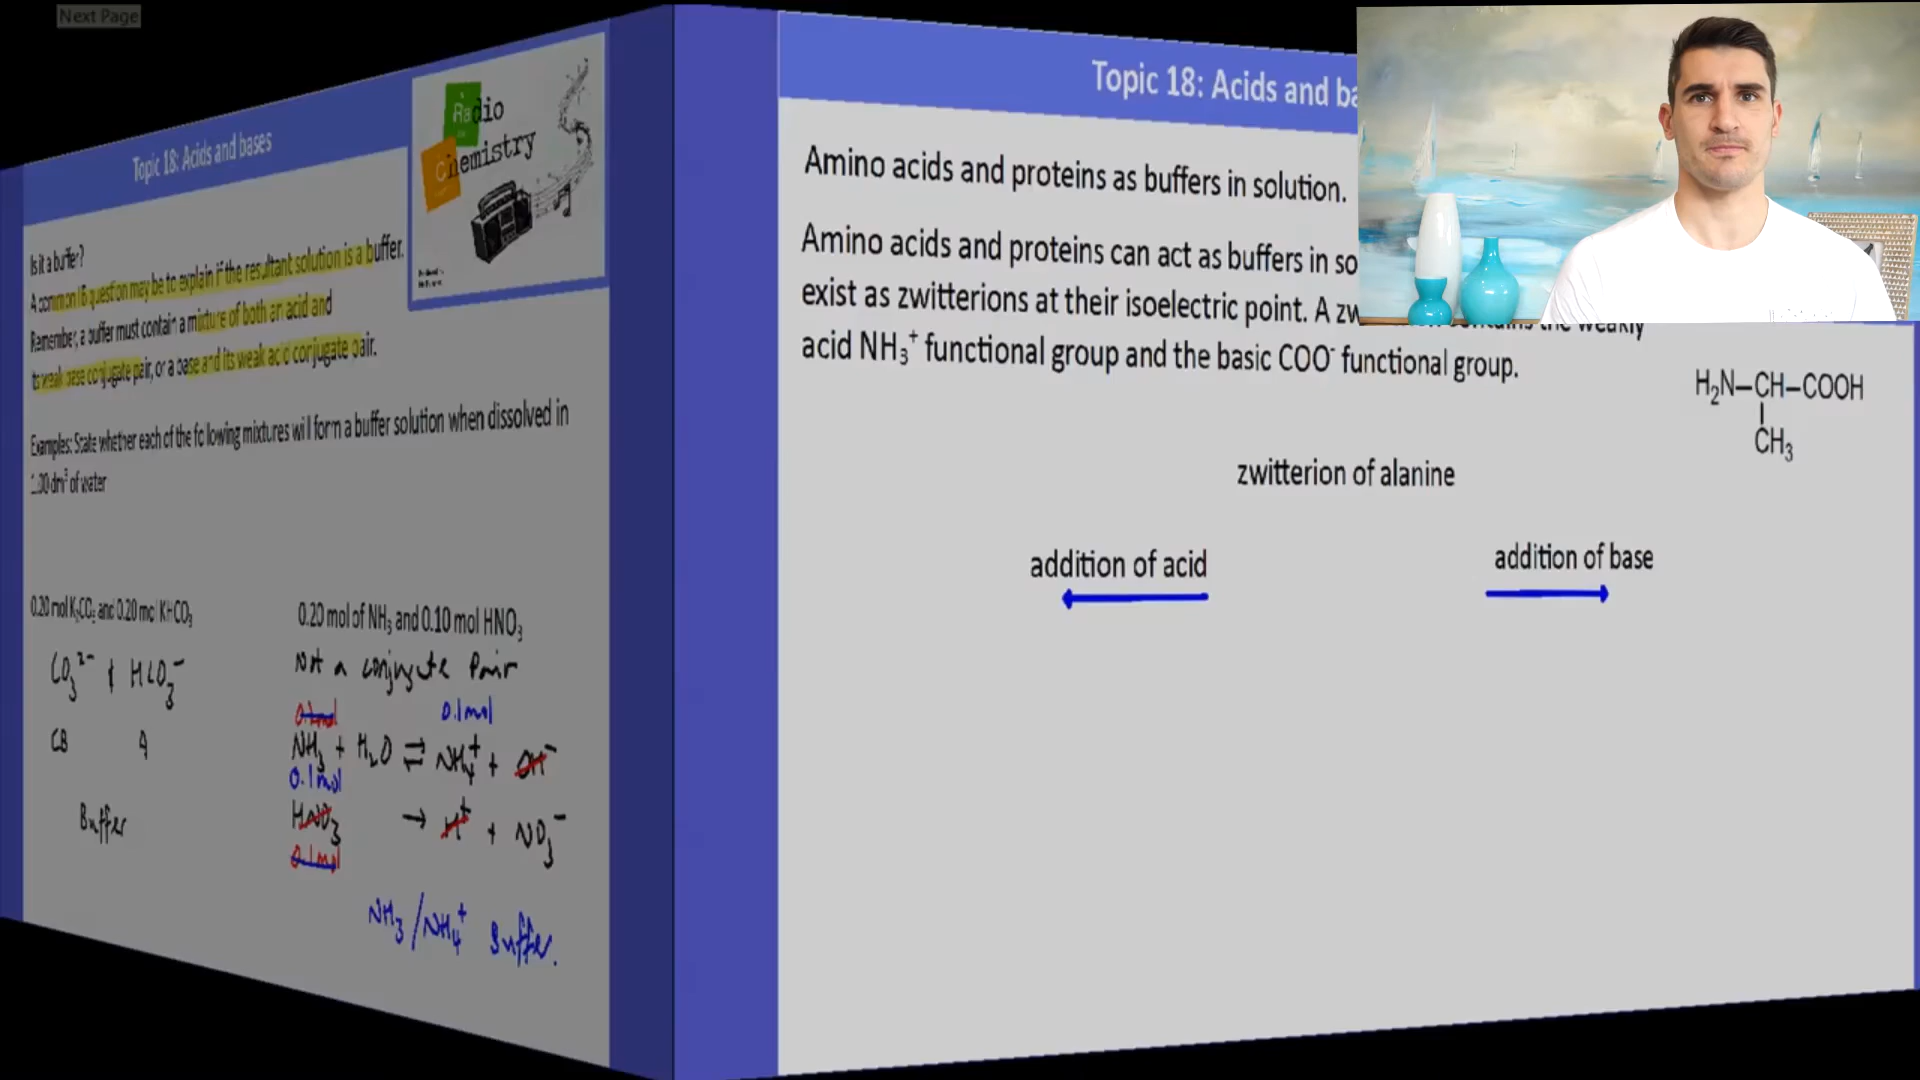 Next Page
Topic 18: Acids and bases
Radio
Chemistry
Is it a buffer?
A common IB question may be to explain if the resultant solution is a buffer.
Remember, a buffer must contain a mixture of both an acid and
its weak base conjugate pair, or a base and its weak acid conjugate pair.
Examples: State whether each of the following mixtures will form a buffer solution when dissolved in
1.00 dm³ of water
0.20 mol K₂CO₃ and 0.20 mol KHCO₃
CO₃²⁻ + HCO₃⁻
CB A
Buffer
0.20 mol of NH₃ and 0.10 mol HNO₃
Not a conjugate pair
0.2mol 0.1mol
NH₃ + H₂O ⇌ NH₄⁺ + OH⁻
0.1mol
HNO₃ → H⁺ + NO₃⁻
0.1mol
NH₃/NH₄⁺ Buffer.
Topic 18: Acids and ba
Amino acids and proteins as buffers in solution.
Amino acids and proteins can act as buffers in so
exist as zwitterions at their isoelectric point. A zw contains the weakly
acid NH₃⁺ functional group and the basic COO⁻ functional group.
H₂N–CH–COOH
CH₃
zwitterion of alanine
addition of acid
addition of base